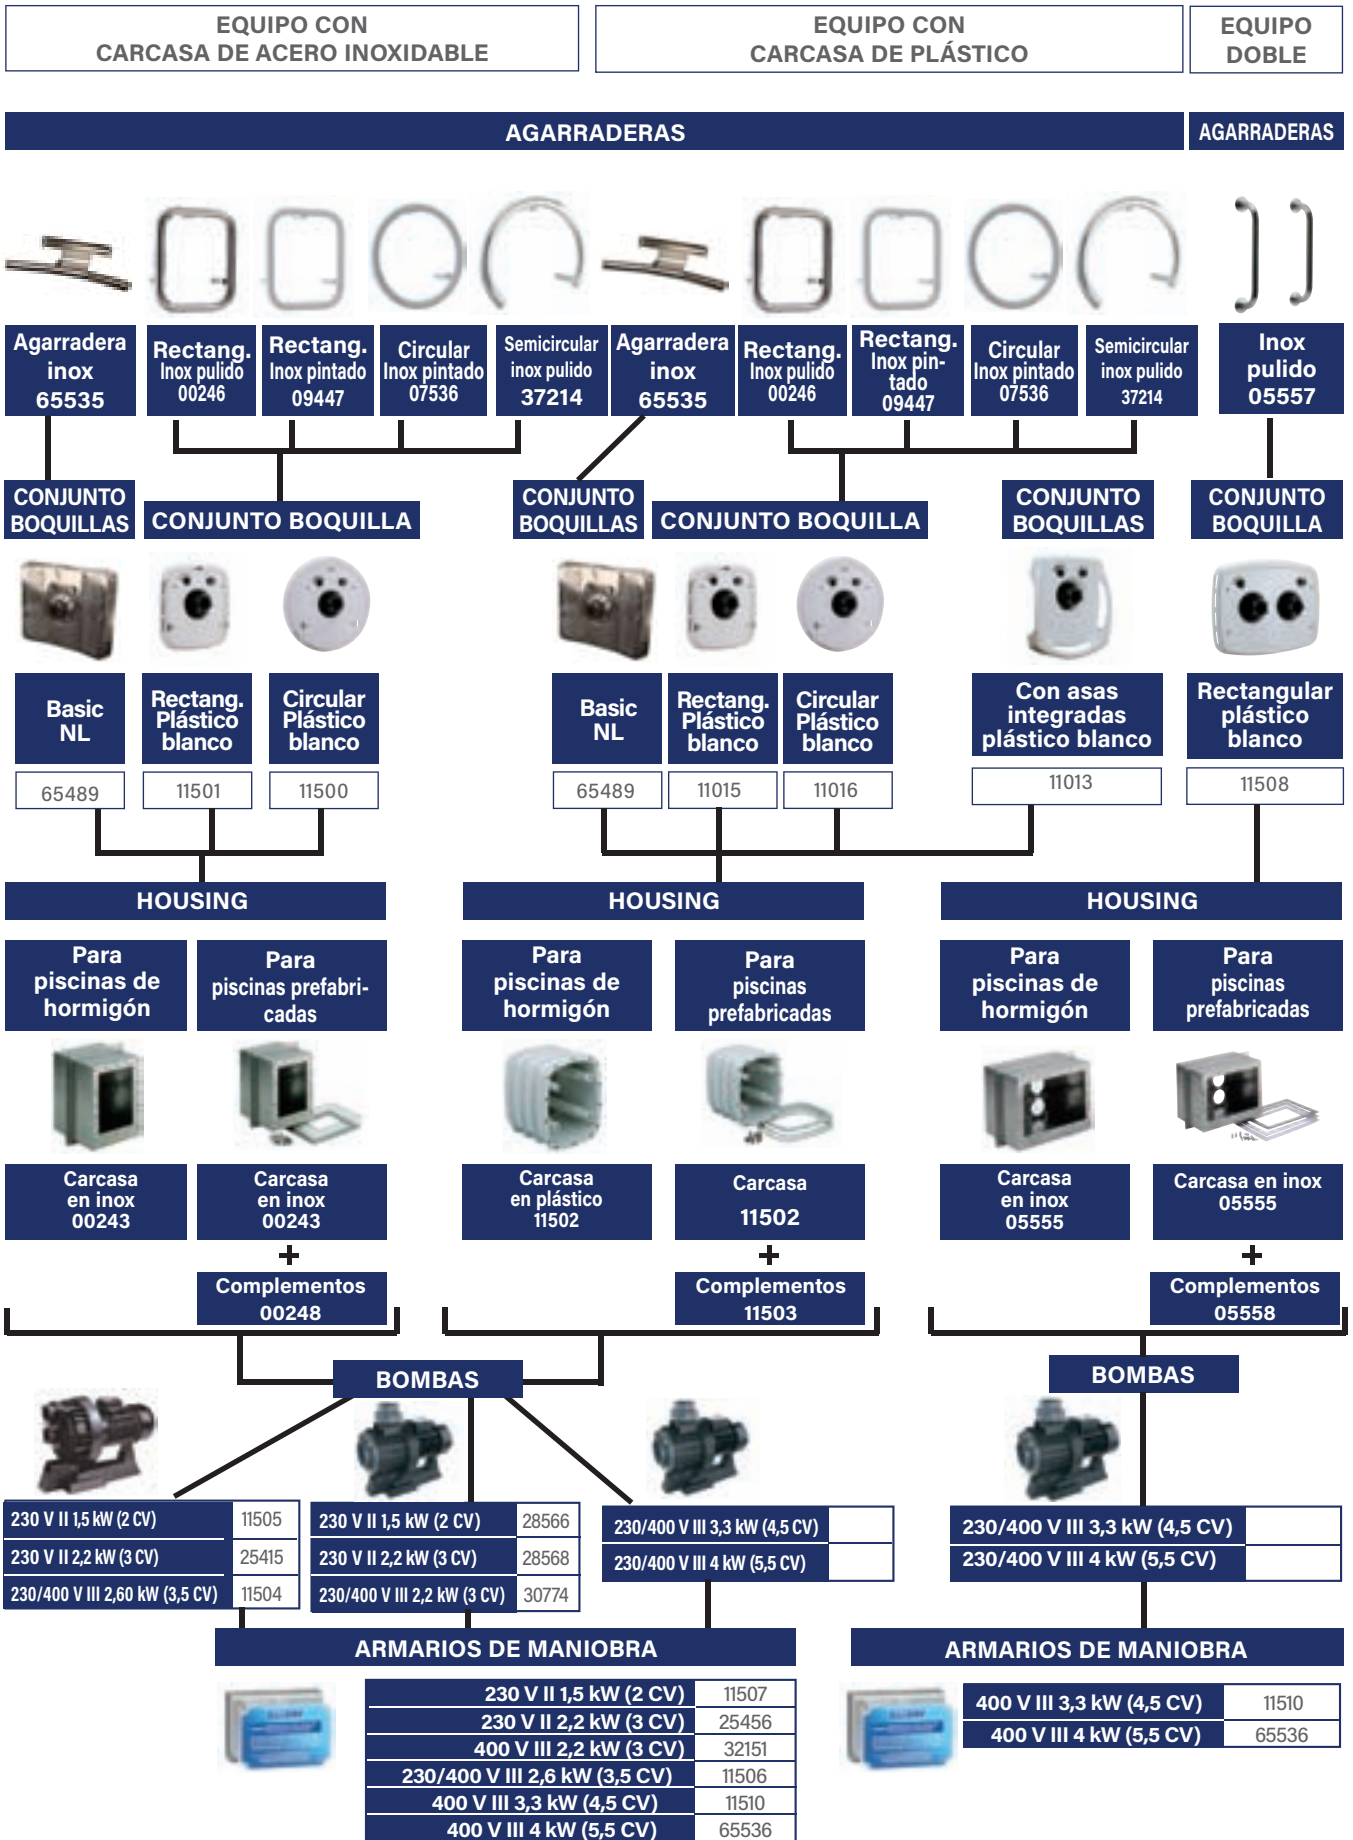 EQUIPO CON
CARCASA DE ACERO INOXIDABLE
EQUIPO CON
CARCASA DE PLÁSTICO
EQUIPO
DOBLE
AGARRADERAS
AGARRADERAS
Agarradera
inox
65535
Rectang.
Inox pulido
00246
Rectang.
Inox pintado
09447
Circular
Inox pintado
07536
Semicircular
inox pulido
37214
Agarradera
inox
65535
Rectang.
Inox pulido
00246
Rectang.
Inox pin-
tado
09447
Circular
Inox pintado
07536
Semicircular
inox pulido
37214
Inox
pulido
05557
CONJUNTO
BOQUILLAS
CONJUNTO BOQUILLA
CONJUNTO
BOQUILLAS
CONJUNTO BOQUILLA
CONJUNTO
BOQUILLAS
CONJUNTO
BOQUILLA
Basic
NL
Rectang.
Plástico
blanco
Circular
Plástico
blanco
Basic
NL
Rectang.
Plástico
blanco
Circular
Plástico
blanco
Con asas
integradas
plástico blanco
Rectangular
plástico
blanco
65489
11501
11500
65489
11015
11016
11013
11508
HOUSING
HOUSING
HOUSING
Para
piscinas de
hormigón
Para
piscinas prefabri-
cadas
Para
piscinas de
hormigón
Para
piscinas
prefabricadas
Para
piscinas de
hormigón
Para
piscinas
prefabricadas
Carcasa
en inox
00243
Carcasa
en inox
00243
Carcasa
en plástico
11502
Carcasa
11502
Carcasa
en inox
05555
Carcasa en inox
05555
+
+
+
Complementos
00248
Complementos
11503
Complementos
05558
BOMBAS
BOMBAS
230 V II 1,5 kW (2 CV) 11505
230 V II 2,2 kW (3 CV) 25415
230/400 V III 2,60 kW (3,5 CV) 11504
230 V II 1,5 kW (2 CV) 28566
230 V II 2,2 kW (3 CV) 28568
230/400 V III 2,2 kW (3 CV) 30774
230/400 V III 3,3 kW (4,5 CV)
230/400 V III 4 kW (5,5 CV)
230/400 V III 3,3 kW (4,5 CV)
230/400 V III 4 kW (5,5 CV)
ARMARIOS DE MANIOBRA
ARMARIOS DE MANIOBRA
230 V II 1,5 kW (2 CV) 11507
230 V II 2,2 kW (3 CV) 25456
400 V III 2,2 kW (3 CV) 32151
230/400 V III 2,6 kW (3,5 CV) 11506
400 V III 3,3 kW (4,5 CV) 11510
400 V III 4 kW (5,5 CV) 65536
400 V III 3,3 kW (4,5 CV) 11510
400 V III 4 kW (5,5 CV) 65536